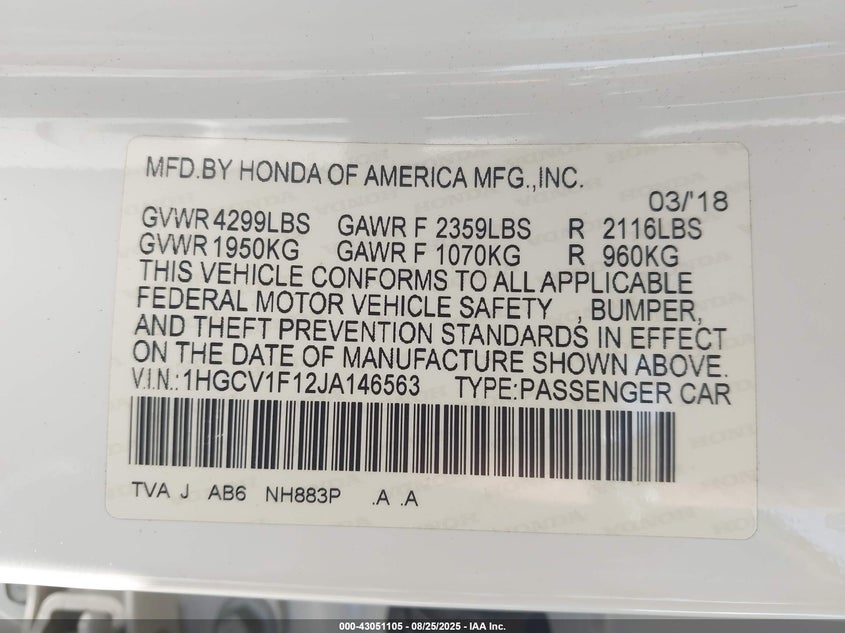 MFD.BY HONDA OF AMERICA MFG.,INC.
03/'18
GVWR 4299LBS GAWR F 2359LBS R 2116LBS
GVWR 1950KG GAWR F 1070KG R 960KG
THIS VEHICLE CONFORMS TO ALL APPLICABLE
FEDERAL MOTOR VEHICLE SAFETY , BUMPER,
AND THEFT PREVENTION STANDARDS IN EFFECT
ON THE DATE OF MANUFACTURE SHOWN ABOVE.
V.I.N.:1HGCV1F12JA146563 TYPE:PASSENGER CAR
TVA J AB6 NH883P .A .A
000-43051105 - 08/25/2025 - IAA Inc.